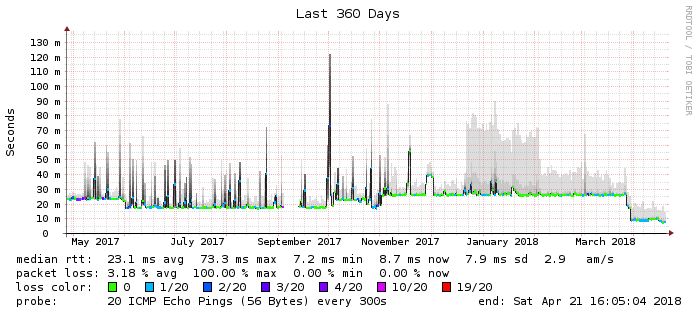 Last 360 Days
RRDTOOL / TOBI OETIKER
Seconds
130 m
120 m
110 m
100 m
90 m
80 m
70 m
60 m
50 m
40 m
30 m
20 m
10 m
0
May 2017 July 2017 September 2017 November 2017 January 2018 March 2018
median rtt: 23.1 ms avg 73.3 ms max 7.2 ms min 8.7 ms now 7.9 ms sd 2.9 am/s
packet loss: 3.18 % avg 100.00 % max 0.00 % min 0.00 % now
loss color: 0 1/20 2/20 3/20 4/20 10/20 19/20
probe: 20 ICMP Echo Pings (56 Bytes) every 300s end: Sat Apr 21 16:05:04 2018